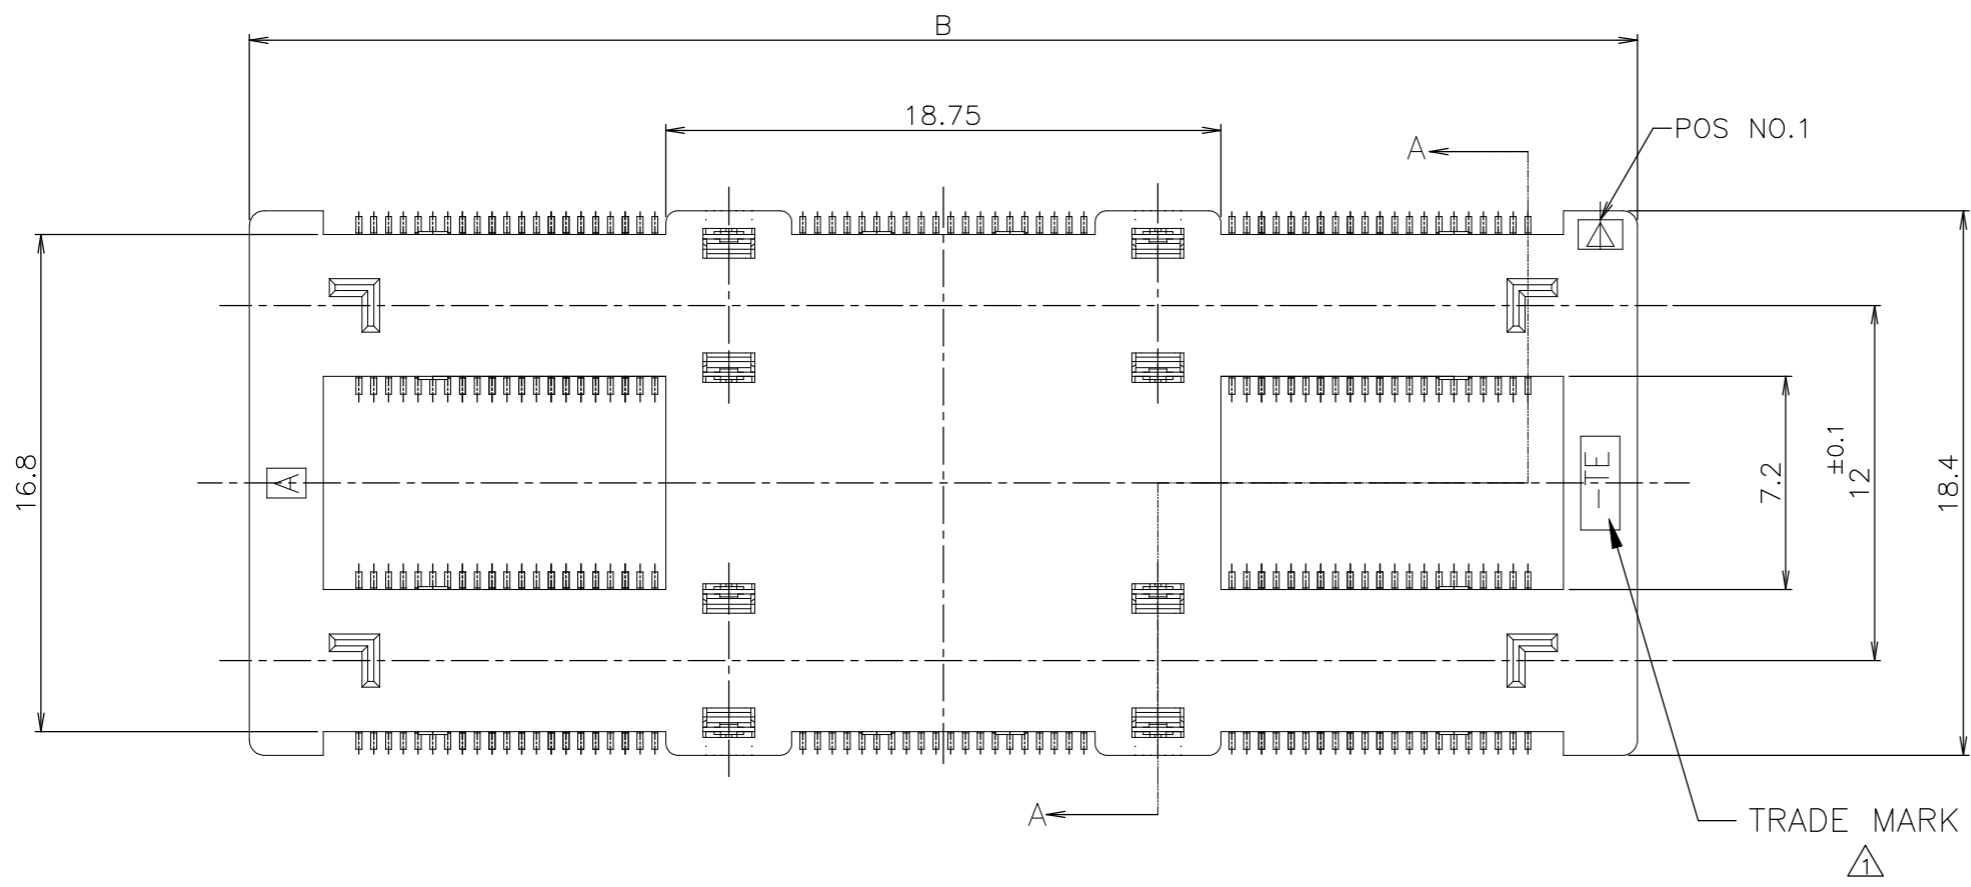 B
18.75
POS NO.1
A
16.8
A
-TE
7.2
±0.1
12
18.4
A
TRADE MARK
1